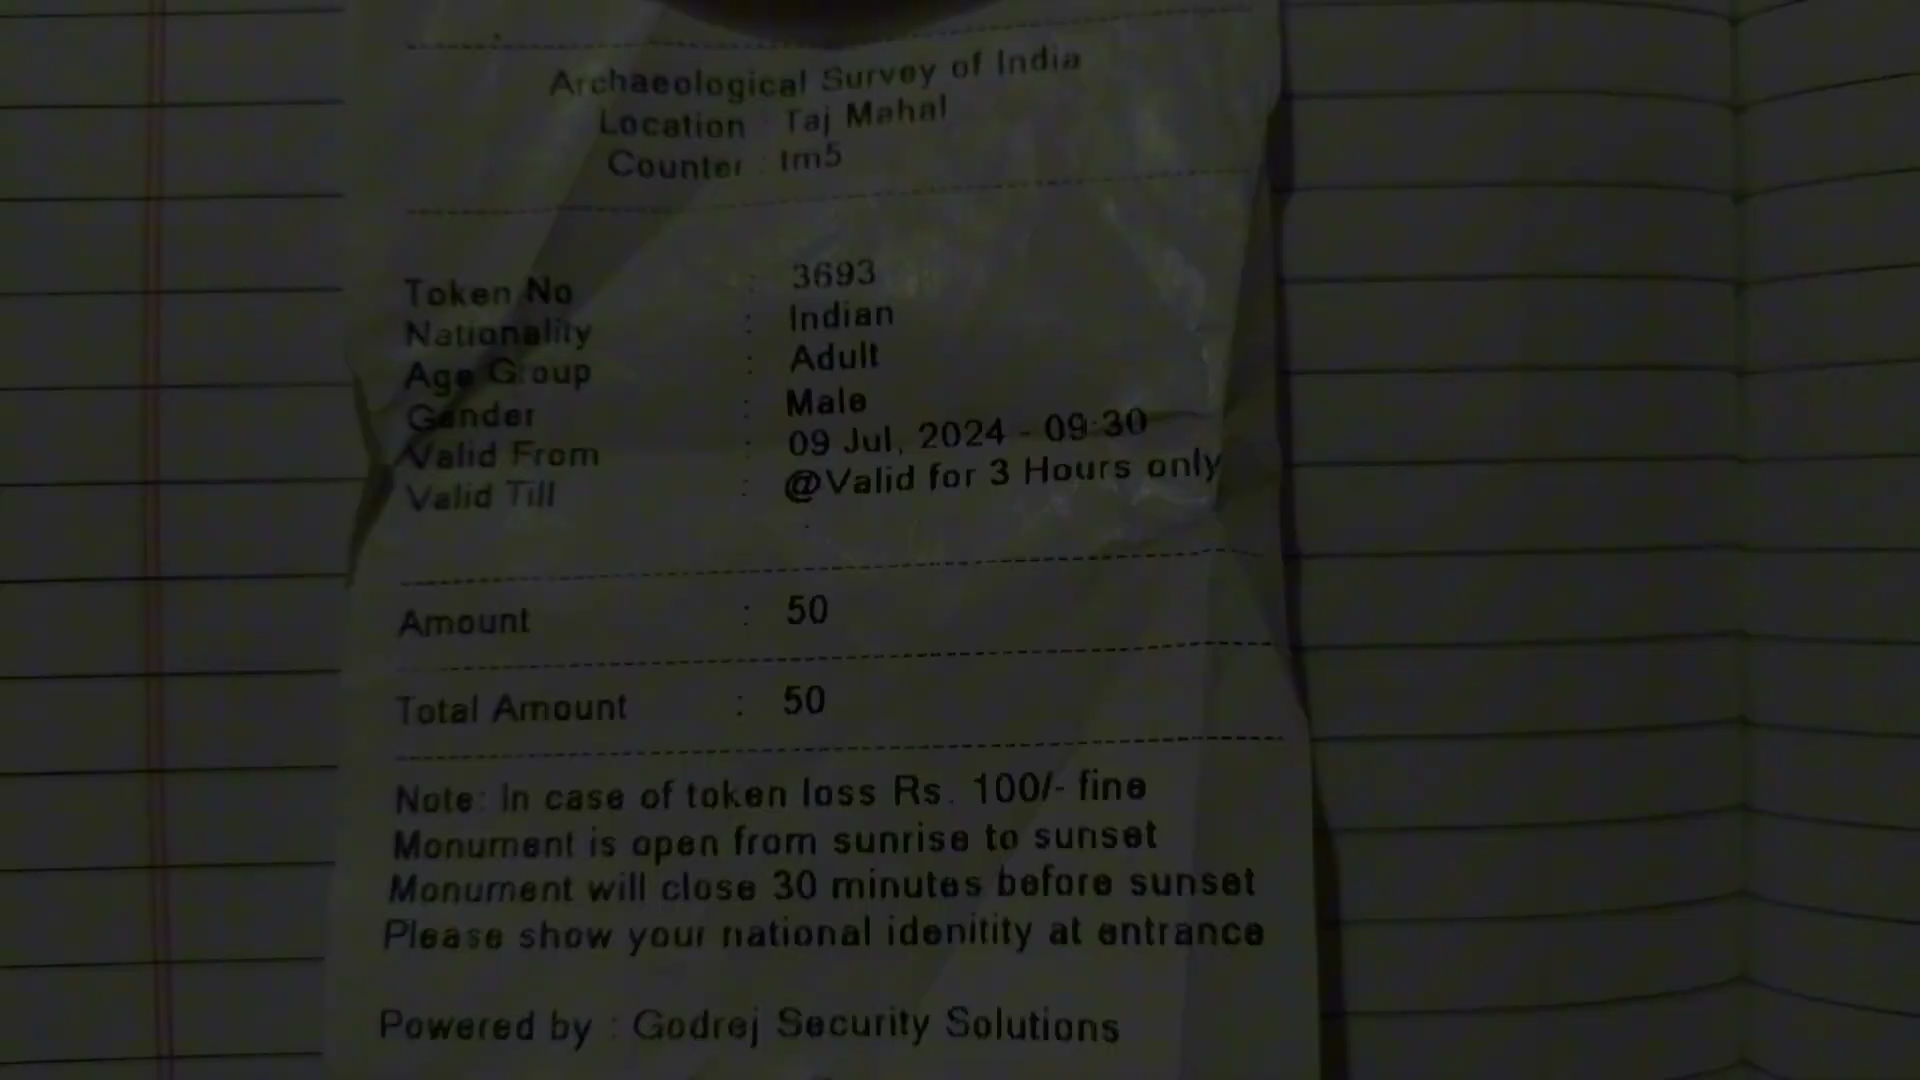 Archaeological Survey of India
Location : Taj Mahal
Counter : tm5
Token No : 3693
Nationality : Indian
Age Group : Adult
Gender : Male
Valid From : 09 Jul, 2024 - 09:30
Valid Till : @Valid for 3 Hours only
Amount : 50
Total Amount : 50
Note: In case of token loss Rs. 100/- fine
Monument is open from sunrise to sunset
Monument will close 30 minutes before sunset
Please show your national idenitity at entrance
Powered by : Godrej Security Solutions